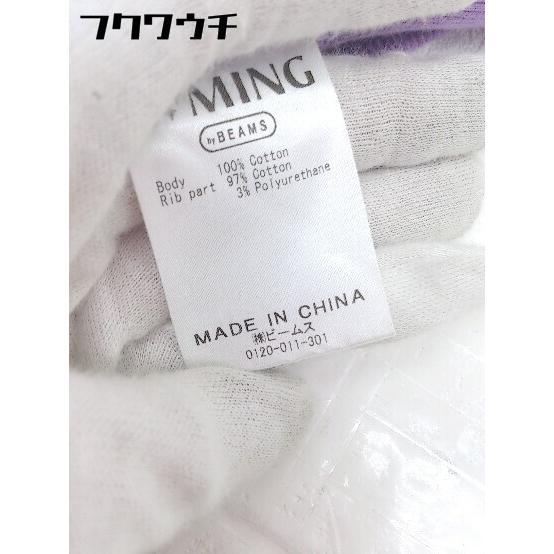 フクワウチ
MING
by BEAMS
Body 100% Cotton
Rib part 97% Cotton
3% Polyurethane
MADE IN CHINA
㈱ビームス
0120-011-301